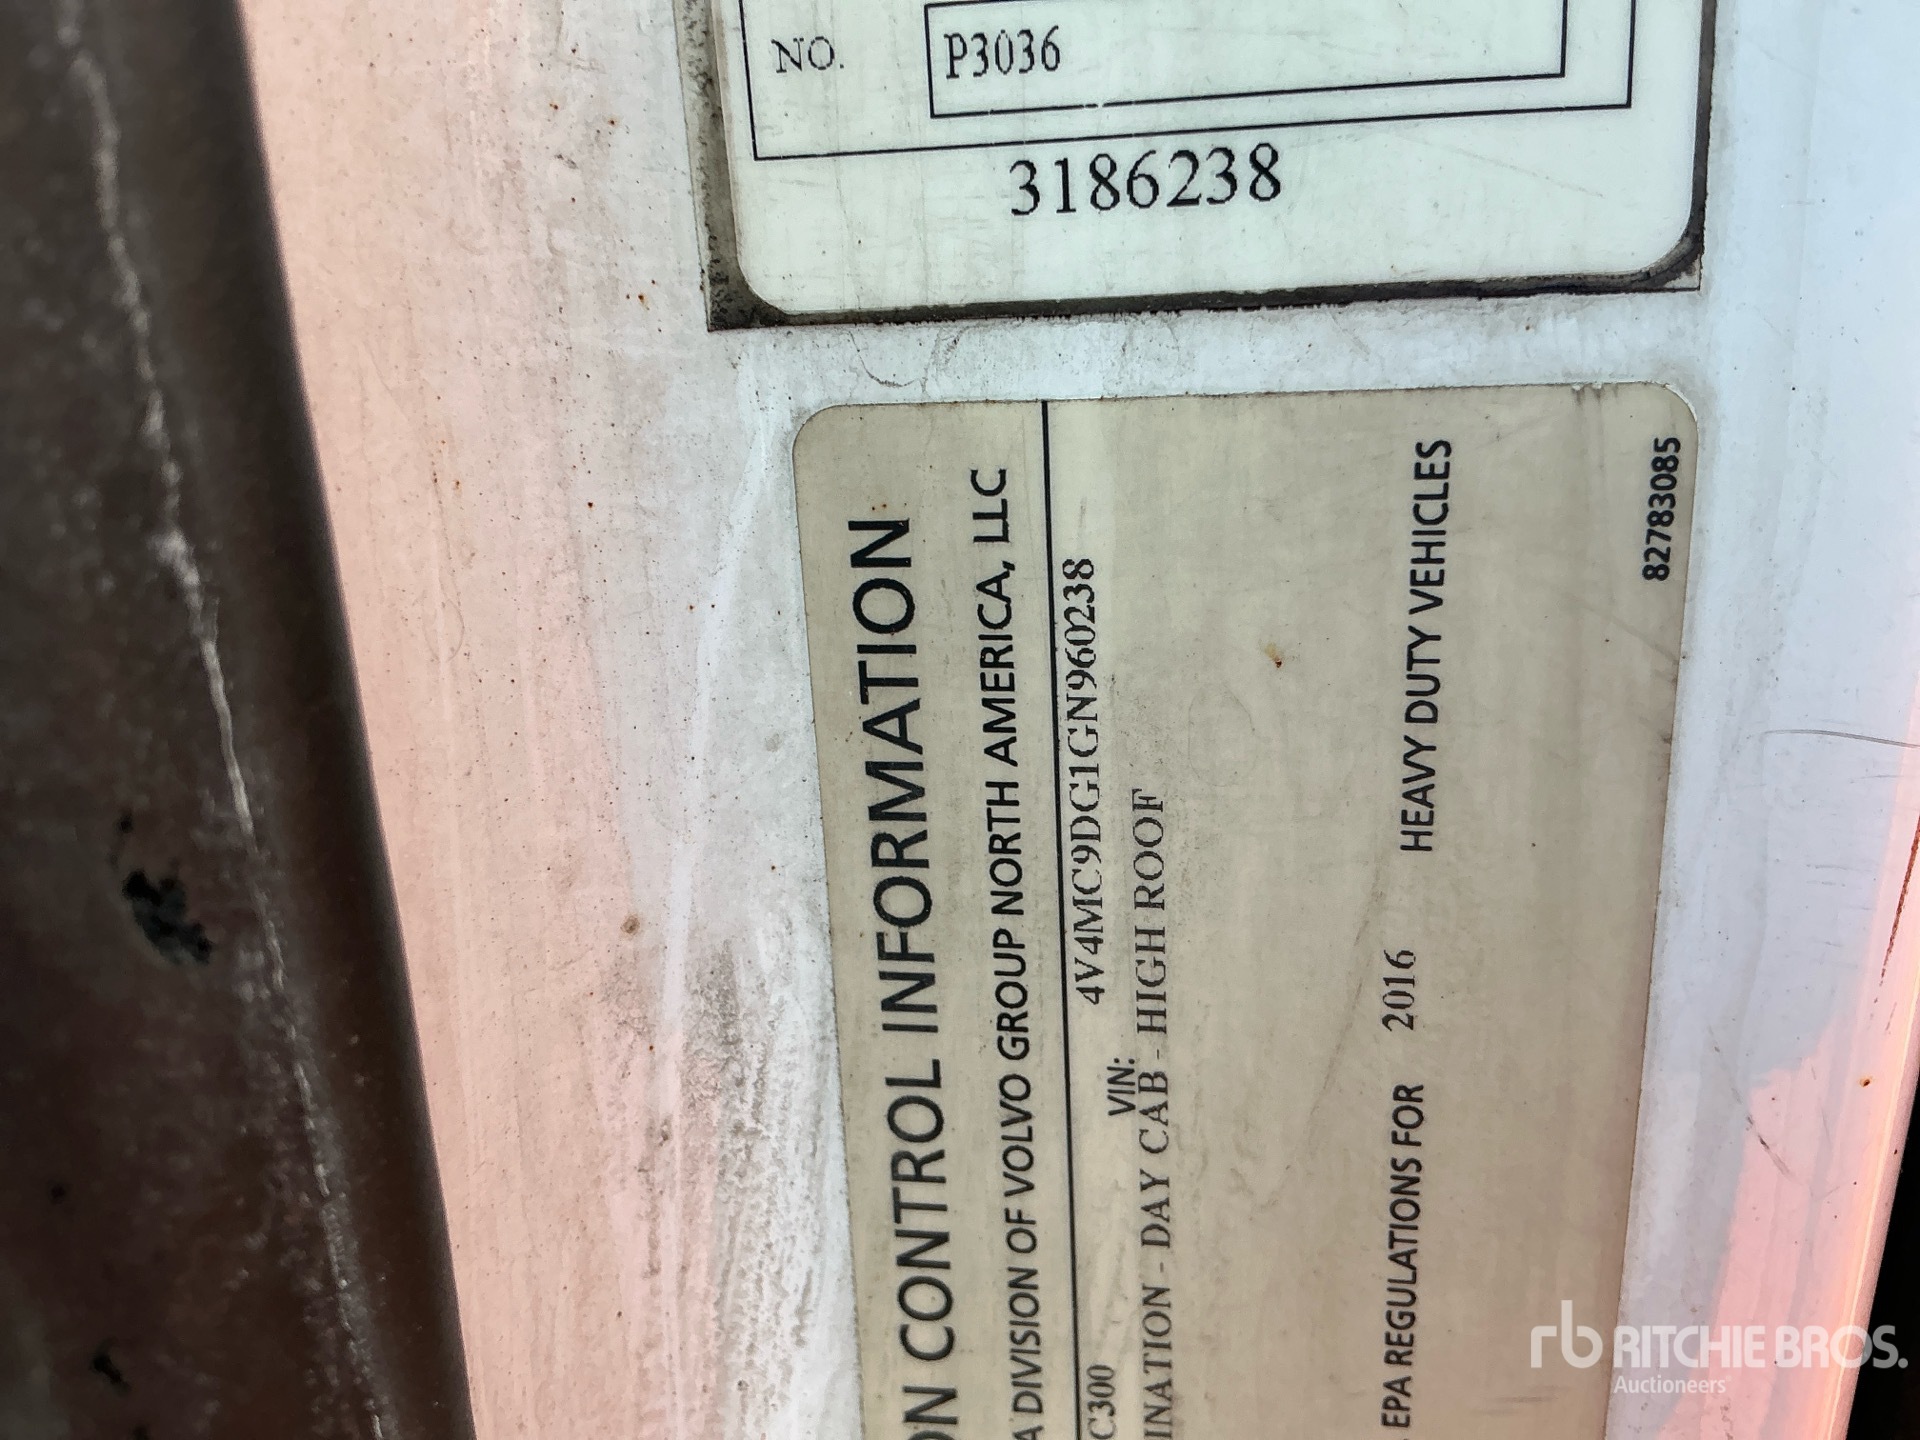 NO. P3036
3186238
ON CONTROL INFORMATION
A DIVISION OF VOLVO GROUP NORTH AMERICA, LLC
C300 VIN: 4V4MC9DG1GN960238
INATION - DAY CAB - HIGH ROOF
EPA REGULATIONS FOR 2016 HEAVY DUTY VEHICLES
82783085
rb RITCHIE BROS.
Auctioneers